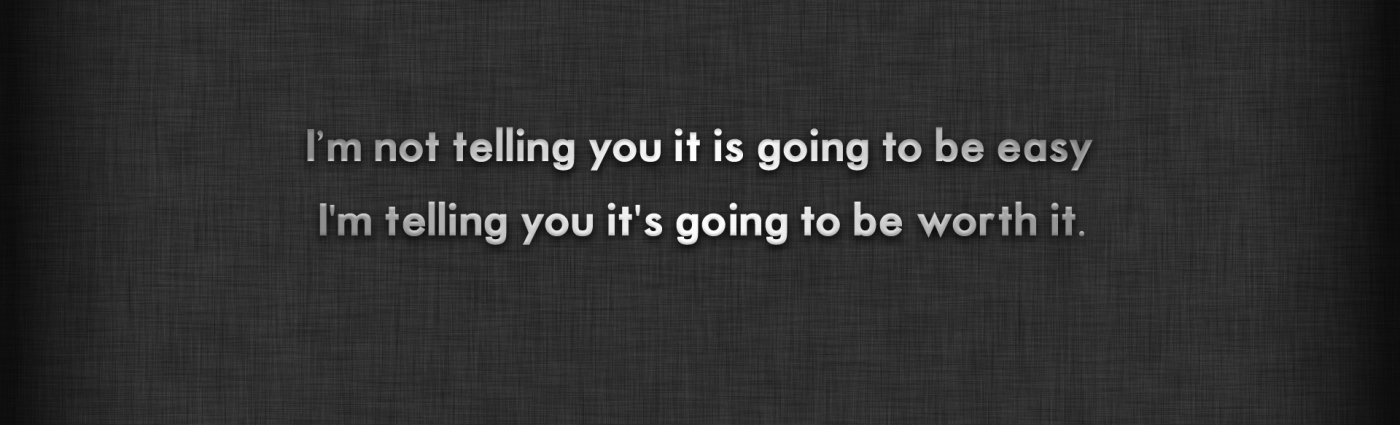 I’m not telling you it is going to be easy
I'm telling you it's going to be worth it.